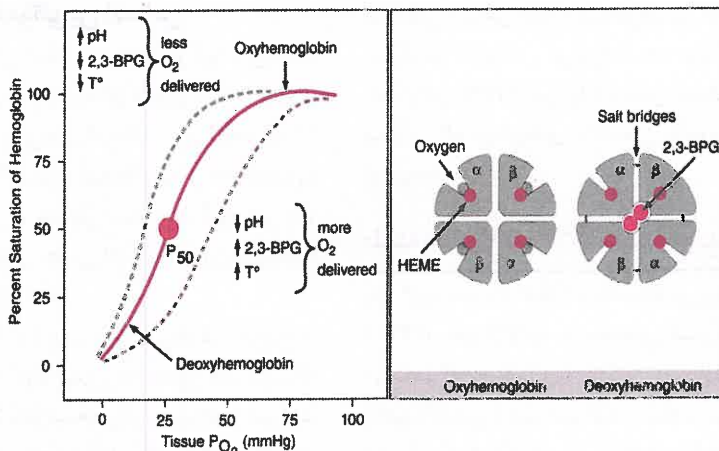 ↑ pH
↓ 2,3-BPG
↓ T°
less
O₂
delivered
Oxyhemoglobin
Percent Saturation of Hemoglobin
100
75
50
25
0
P₅₀
↓ pH
↑ 2,3-BPG
↑ T°
more
O₂
delivered
Deoxyhemoglobin
0 25 50 75 100
Tissue P O₂ (mmHg)
Salt bridges
2,3-BPG
Oxygen
α β
β α
HEME
α β
β α
Oxyhemoglobin Deoxyhemoglobin